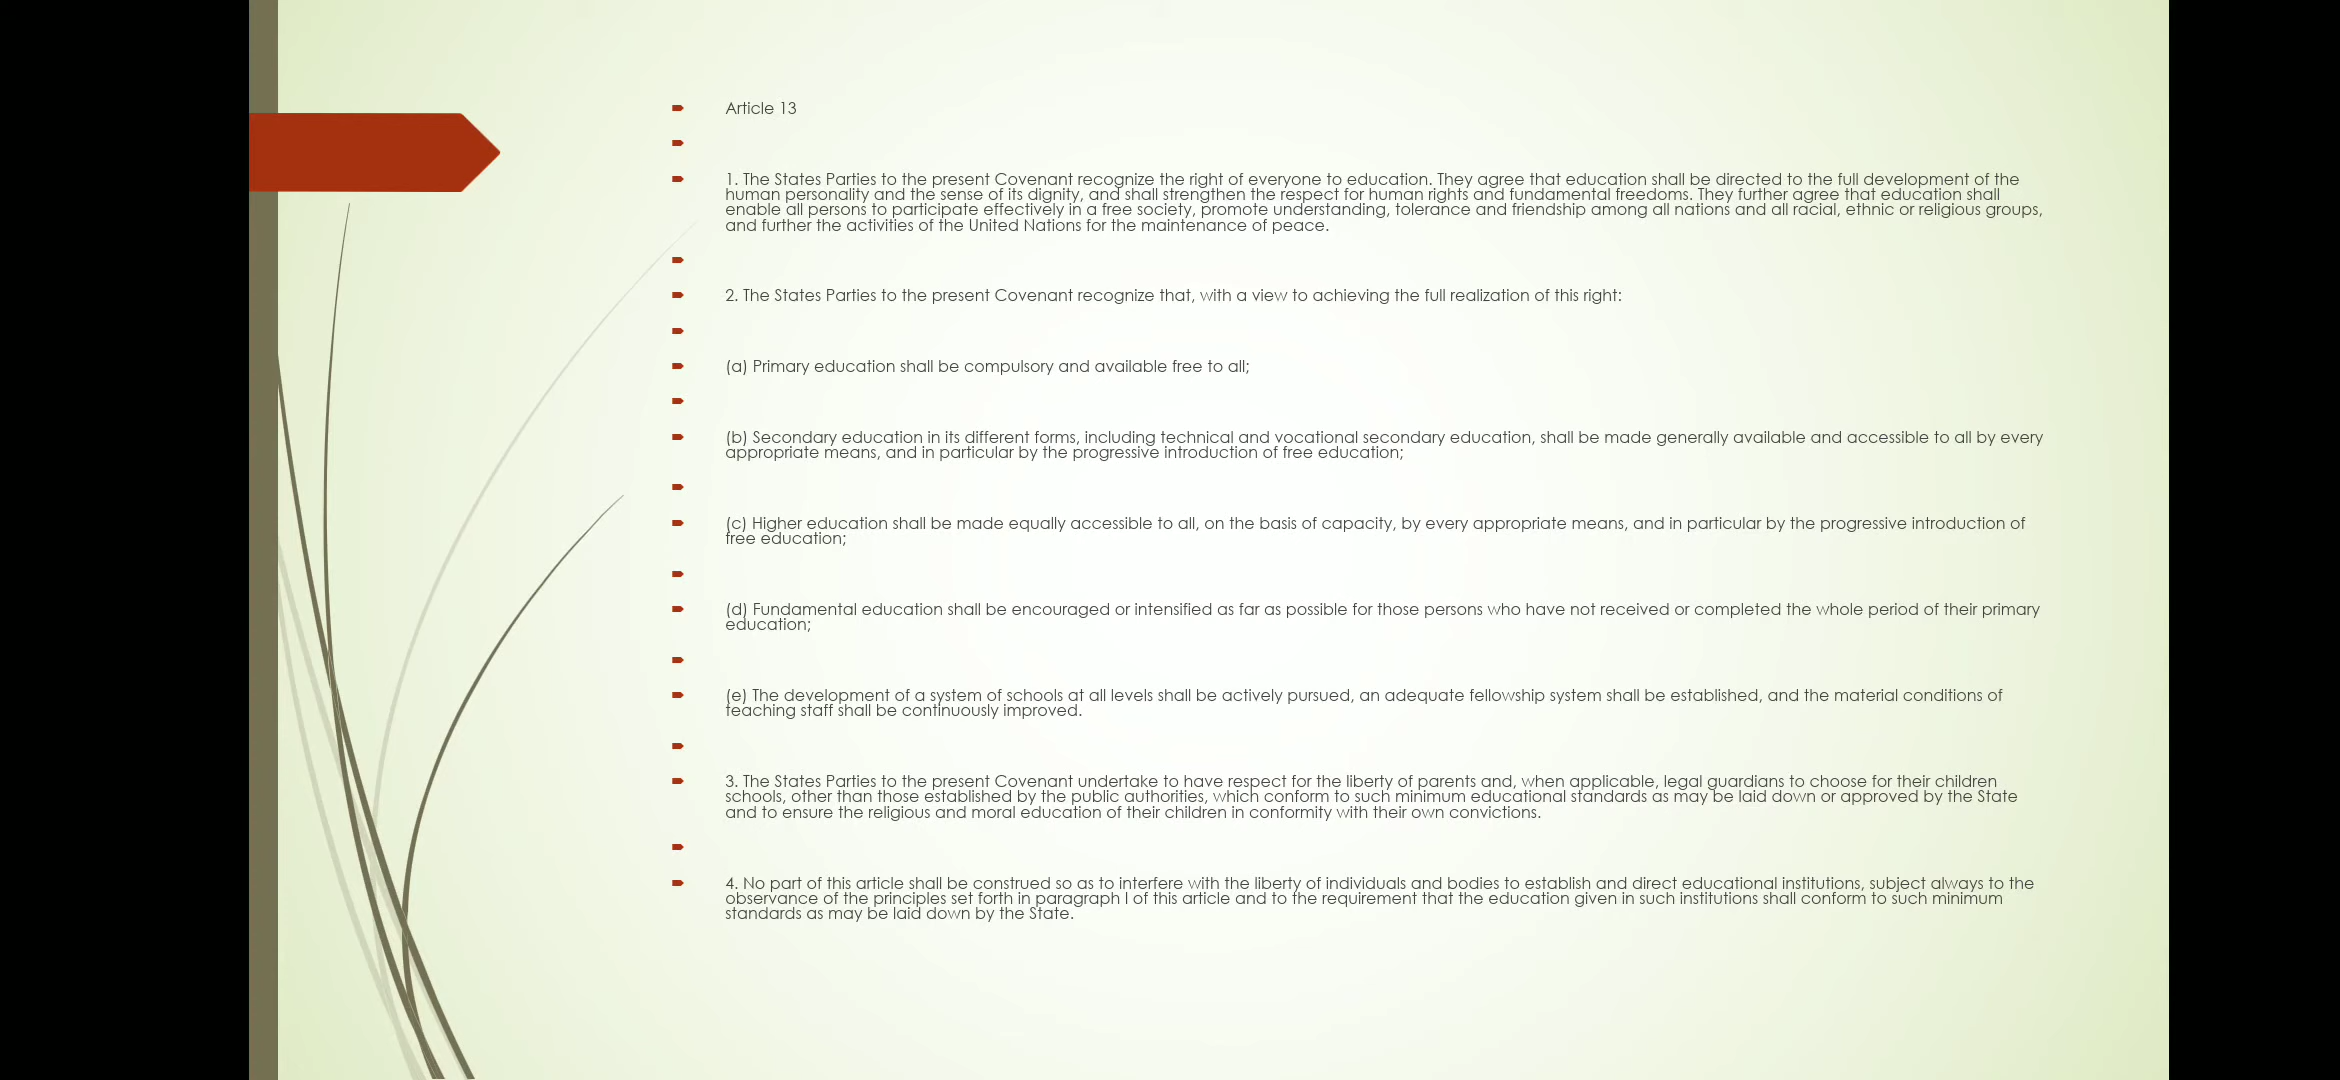 Article 13
1. The States Parties to the present Covenant recognize the right of everyone to education. They agree that education shall be directed to the full development of the
human personality and the sense of its dignity, and shall strengthen the respect for human rights and fundamental freedoms. They further agree that education shall
enable all persons to participate effectively in a free society, promote understanding, tolerance and friendship among all nations and all racial, ethnic or religious groups,
and further the activities of the United Nations for the maintenance of peace.
2. The States Parties to the present Covenant recognize that, with a view to achieving the full realization of this right:
(a) Primary education shall be compulsory and available free to all;
(b) Secondary education in its different forms, including technical and vocational secondary education, shall be made generally available and accessible to all by every
appropriate means, and in particular by the progressive introduction of free education;
(c) Higher education shall be made equally accessible to all, on the basis of capacity, by every appropriate means, and in particular by the progressive introduction of
free education;
(d) Fundamental education shall be encouraged or intensified as far as possible for those persons who have not received or completed the whole period of their primary
education;
(e) The development of a system of schools at all levels shall be actively pursued, an adequate fellowship system shall be established, and the material conditions of
teaching staff shall be continuously improved.
3. The States Parties to the present Covenant undertake to have respect for the liberty of parents and, when applicable, legal guardians to choose for their children
schools, other than those established by the public authorities, which conform to such minimum educational standards as may be laid down or approved by the State
and to ensure the religious and moral education of their children in conformity with their own convictions.
4. No part of this article shall be construed so as to interfere with the liberty of individuals and bodies to establish and direct educational institutions, subject always to the
observance of the principles set forth in paragraph I of this article and to the requirement that the education given in such institutions shall conform to such minimum
standards as may be laid down by the State.